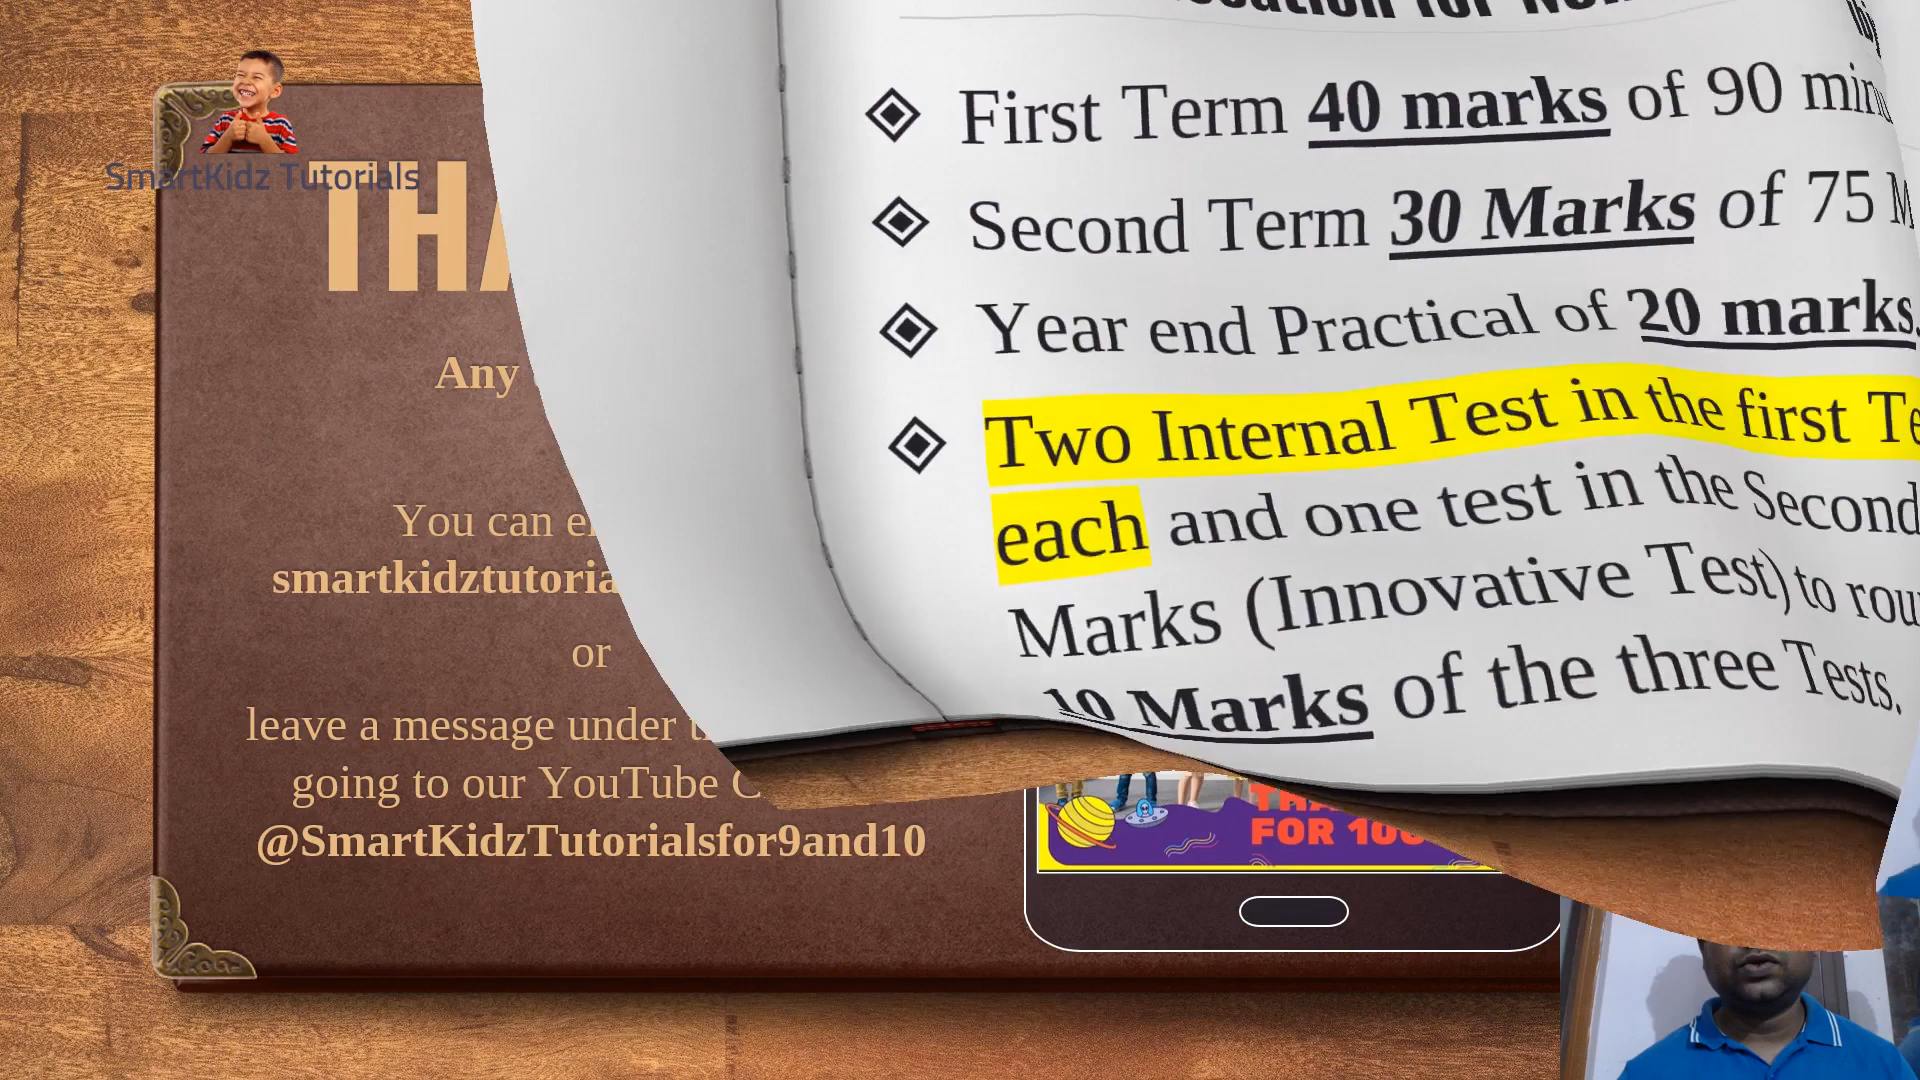 SmartKidz Tutorials
First Term 40 marks of 90
Second Term 30 Marks of 75
Year end Practical of 20 marks.
Two Internal Test in the first
each and one test in the Second
Marks (Innovative Test) to
10 Marks of the three Tests.
Any
You can
smartkidztutoria
or
leave a message under
going to our YouTube
@SmartKidzTutorialsfor9and10
FOR 100